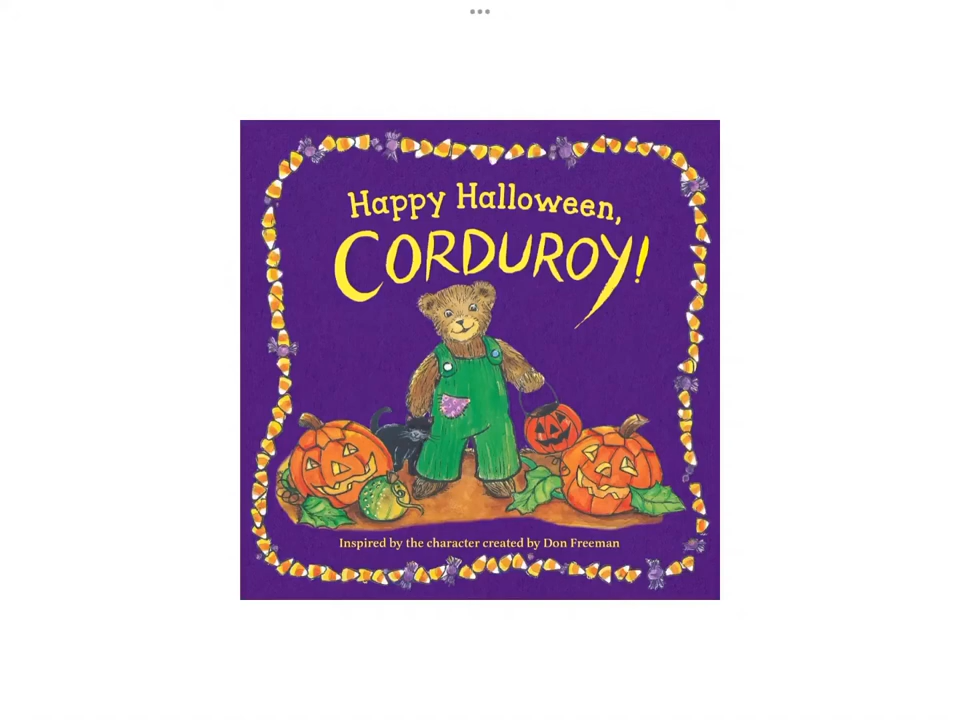 Happy Halloween,
CORDUROY!
Inspired by the character created by Don Freeman